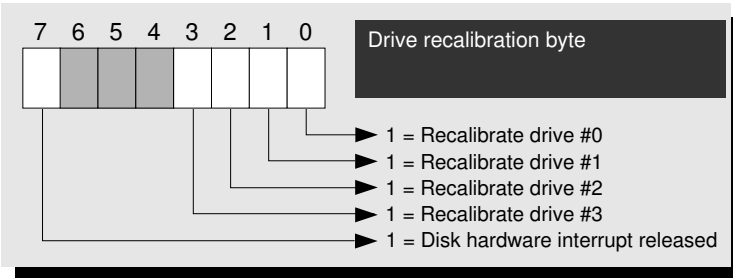 7 6 5 4 3 2 1 0
Drive recalibration byte
1 = Recalibrate drive #0
1 = Recalibrate drive #1
1 = Recalibrate drive #2
1 = Recalibrate drive #3
1 = Disk hardware interrupt released